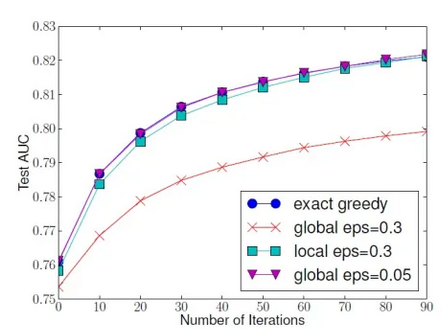 0.83
0.82
0.81
0.80
0.79
0.78
0.77
0.76
0.75
Test AUC
0 10 20 30 40 50 60 70 80 90
Number of Iterations
exact greedy
global eps=0.3
local eps=0.3
global eps=0.05